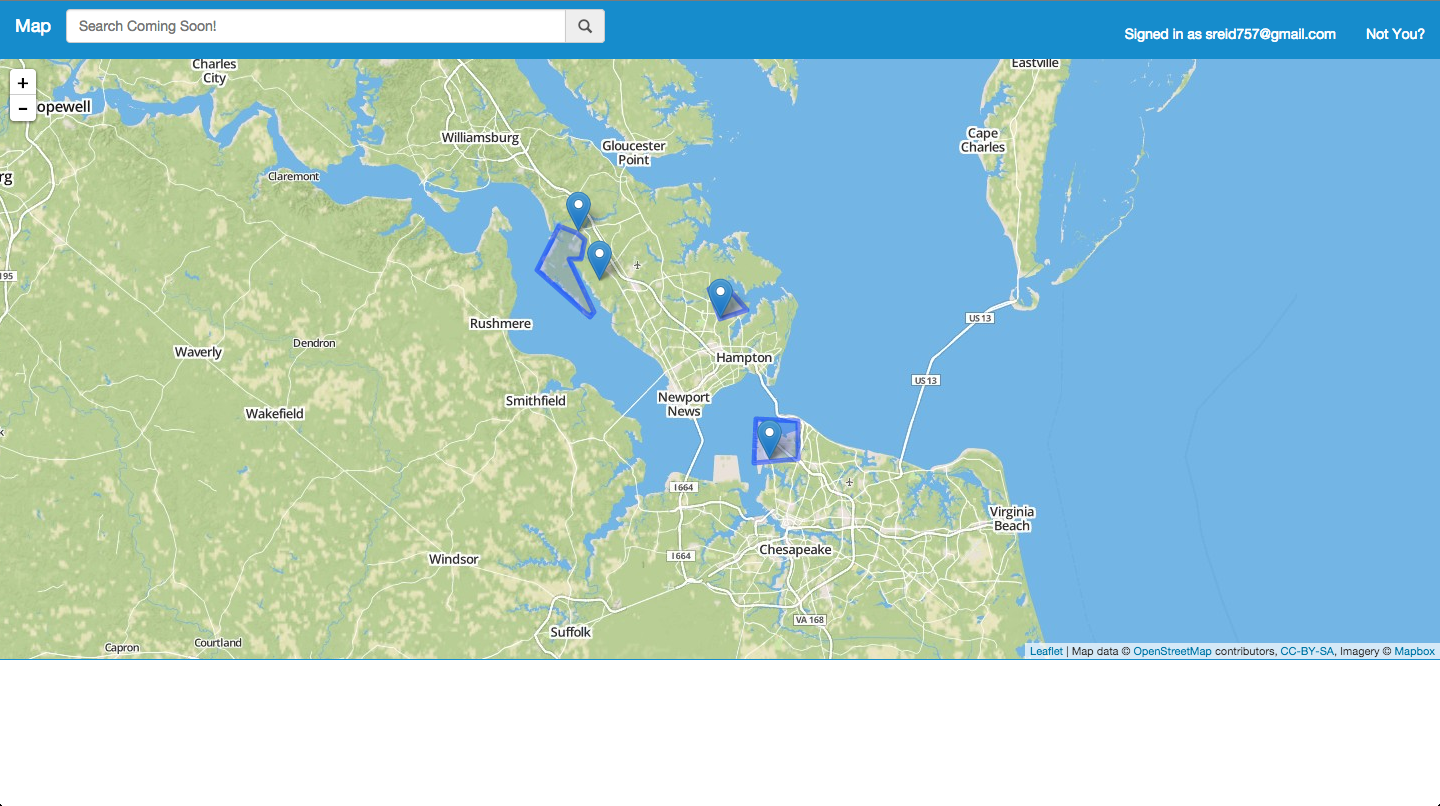 Map
Search Coming Soon!
Signed in as sreid757@gmail.com
Not You?
+
−
Charles
City
opewell
Eastville
Williamsburg
Gloucester
Point
Cape
Charles
rg
Claremont
195
US 13
Rushmere
Dendron
Waverly
Hampton
US 13
Newport
News
Smithfield
Wakefield
k
I 664
Virginia
Beach
Chesapeake
I 664
Windsor
VA 168
Suffolk
Courtland
Capron
Leaflet | Map data © OpenStreetMap contributors, CC-BY-SA, Imagery © Mapbox